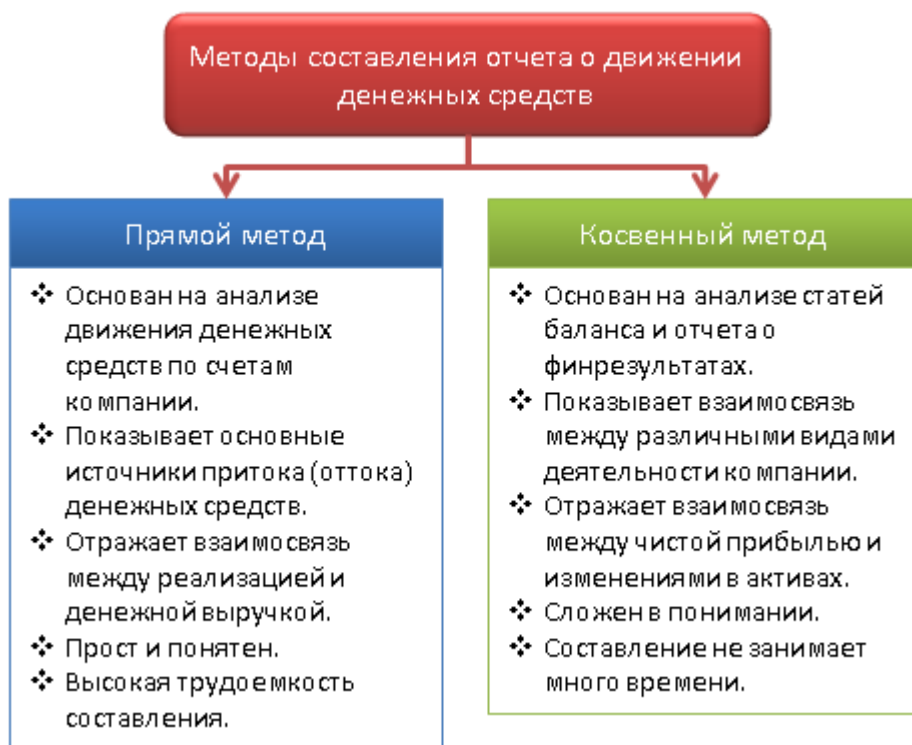 Методы составления отчета о движении
денежных средств
Прямой метод
❖ Основан на анализе
движения денежных
средств по счетам
компании.
❖ Показывает основные
источники притока (оттока)
денежных средств.
❖ Отражает взаимосвязь
между реализацией и
денежной выручкой.
❖ Прост и понятен.
❖ Высокая трудоемкость
составления.
Косвенный метод
❖ Основан на анализе статей
баланса и отчета о
финрезультатах.
❖ Показывает взаимосвязь
между различными видами
деятельности компании.
❖ Отражает взаимосвязь
между чистой прибылью и
изменениями в активах.
❖ Сложен в понимании.
❖ Составление не занимает
много времени.